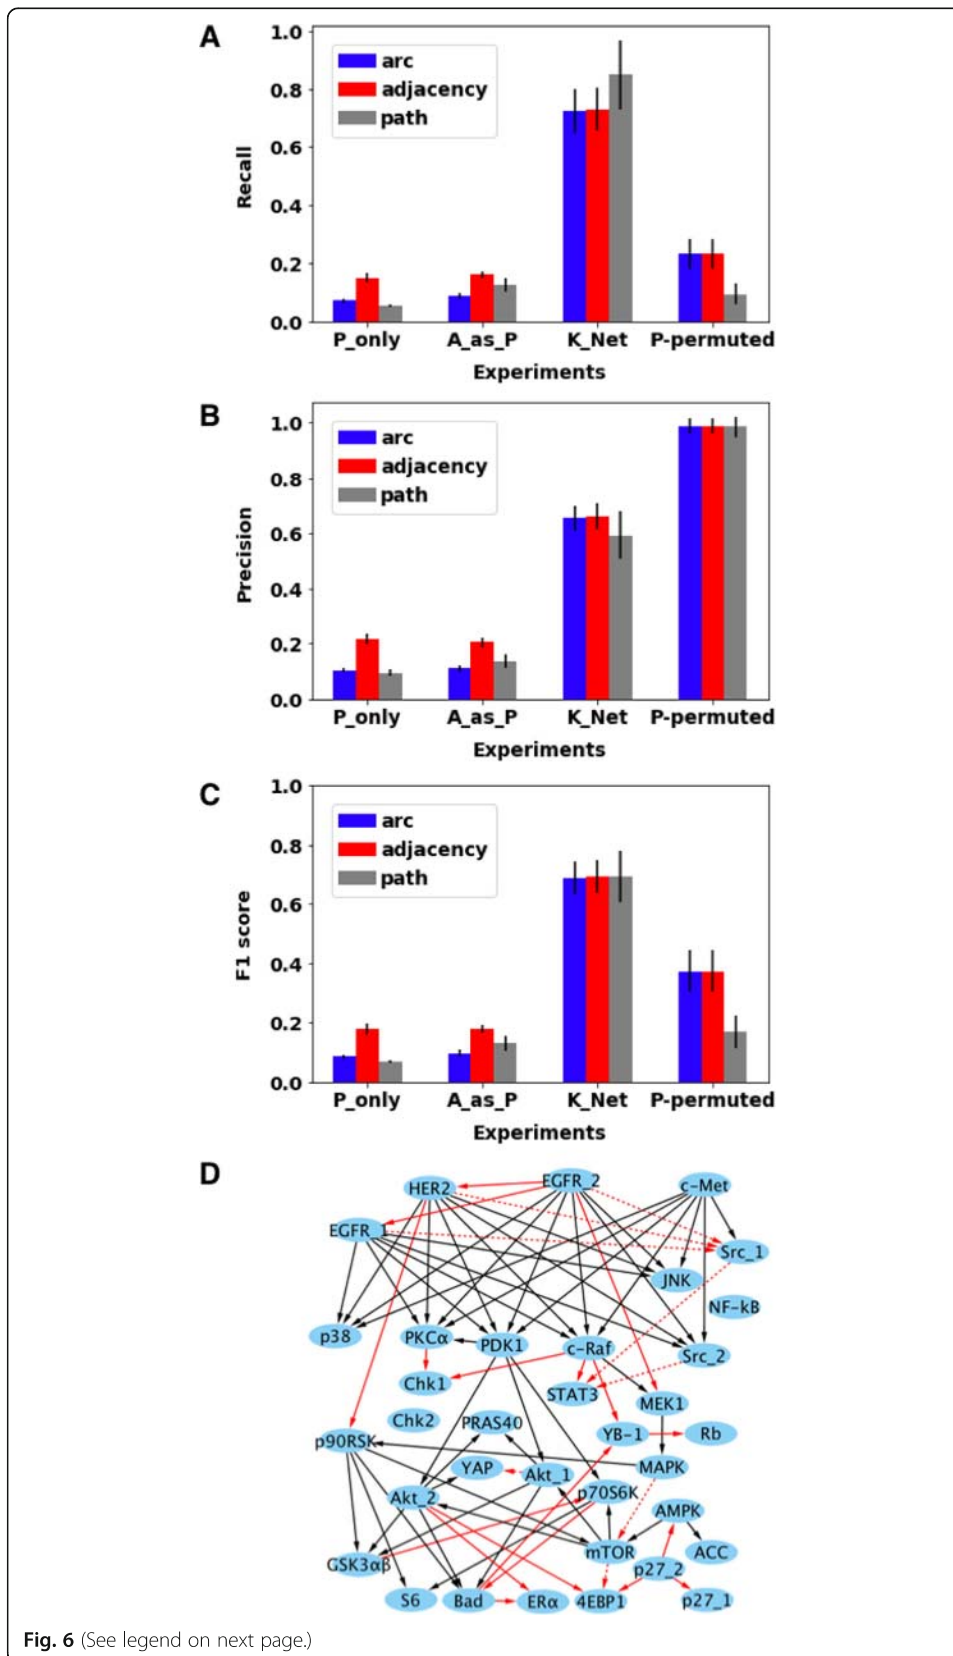 A
1.0
0.8
0.6
0.4
0.2
0.0
Recall
arc
adjacency
path
P_only A_as_P K_Net P-permuted
Experiments
B
1.0
0.8
0.6
0.4
0.2
0.0
Precision
arc
adjacency
path
P_only A_as_P K_Net P-permuted
Experiments
C
1.0
0.8
0.6
0.4
0.2
0.0
F1 score
arc
adjacency
path
P_only A_as_P K_Net P-permuted
Experiments
D
HER2 EGFR_2 c-Met
EGFR_1 Src_1
JNK
NF-kB
p38 PKCα PDK1 c-Raf Src_2
Chk1 STAT3 MEK1
Chk2 PRAS40 YB-1 Rb
p90RSK
YAP Akt_1 MAPK
Akt_2 p70S6K
AMPK
GSK3αβ mTOR ACC
p27_2
S6 Bad ERα 4EBP1 p27_1
Fig. 6 (See legend on next page.)